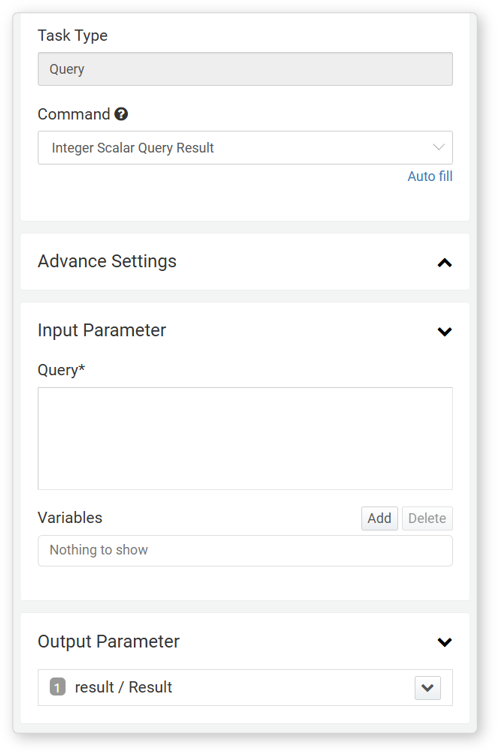 Task Type
Query
Command ?
Integer Scalar Query Result
Auto fill
Advance Settings
Input Parameter
Query*
Variables Add Delete
Nothing to show
Output Parameter
1 result / Result